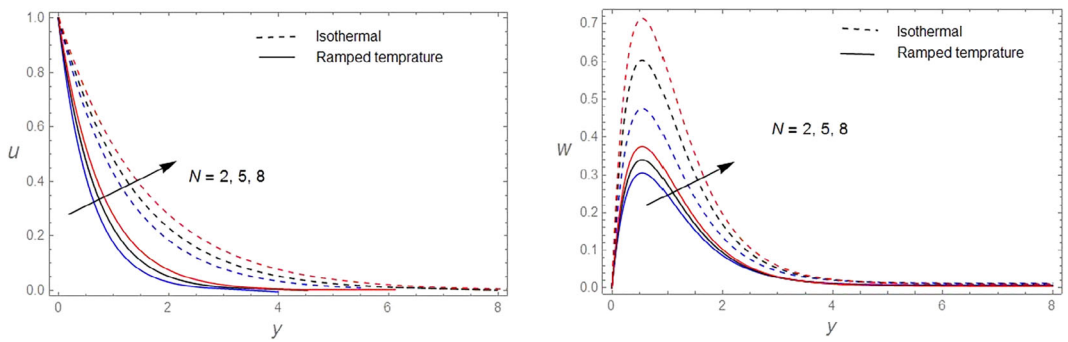 1.0
0.8
0.6
0.4
0.2
0.0
u
Isothermal
Ramped temprature
N = 2, 5, 8
0 2 4 6 8
y
0.7
0.6
0.5
0.4
0.3
0.2
0.1
0.0
w
Isothermal
Ramped temprature
N = 2, 5, 8
0 2 4 6 8
y